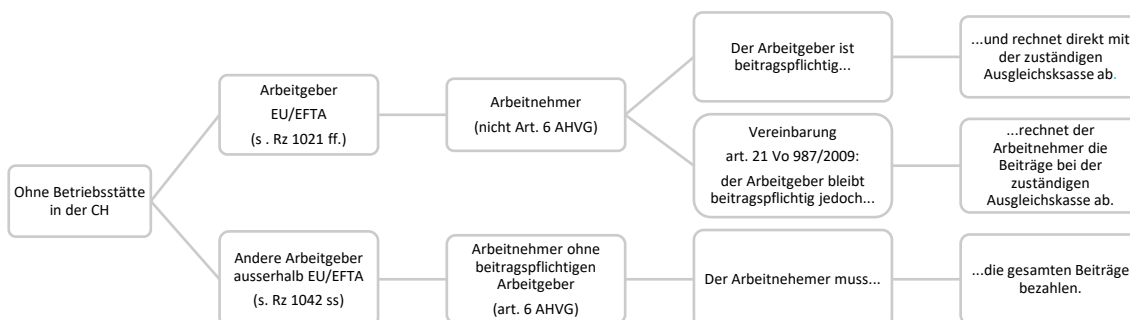 Ohne Betriebsstätte
in der CH
Arbeitgeber
EU/EFTA
(s . Rz 1021 ff.)
Arbeitnehmer
(nicht Art. 6 AHVG)
Der Arbeitgeber ist
beitragspflichtig...
...und rechnet direkt mit
der zuständigen
Ausgleichsksasse ab.
Vereinbarung
art. 21 Vo 987/2009:
der Arbeitgeber bleibt
beitragspflichtig jedoch...
...rechnet der
Arbeitnehmer die
Beiträge bei der
zuständigen
Ausgleichskasse ab.
Andere Arbeitgeber
ausserhalb EU/EFTA
(s. Rz 1042 ss)
Arbeitnehmer ohne
beitragspflichtigen
Arbeitgeber
(art. 6 AHVG)
Der Arbeitnehemer muss...
...die gesamten Beiträge
bezahlen.